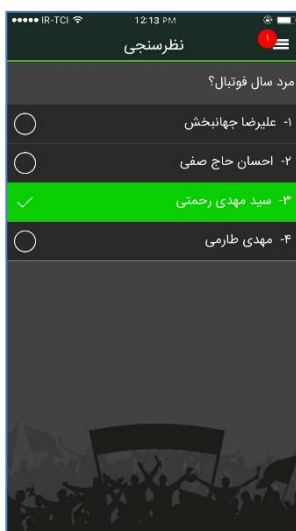 IR-TCI 12:13 PM
نظرسنجی ۱
مرد سال فوتبال؟
۱- علیرضا جهانبخش
۲- احسان حاج صفی
۳- سید مهدی رحمتی
۴- مهدی طارمی